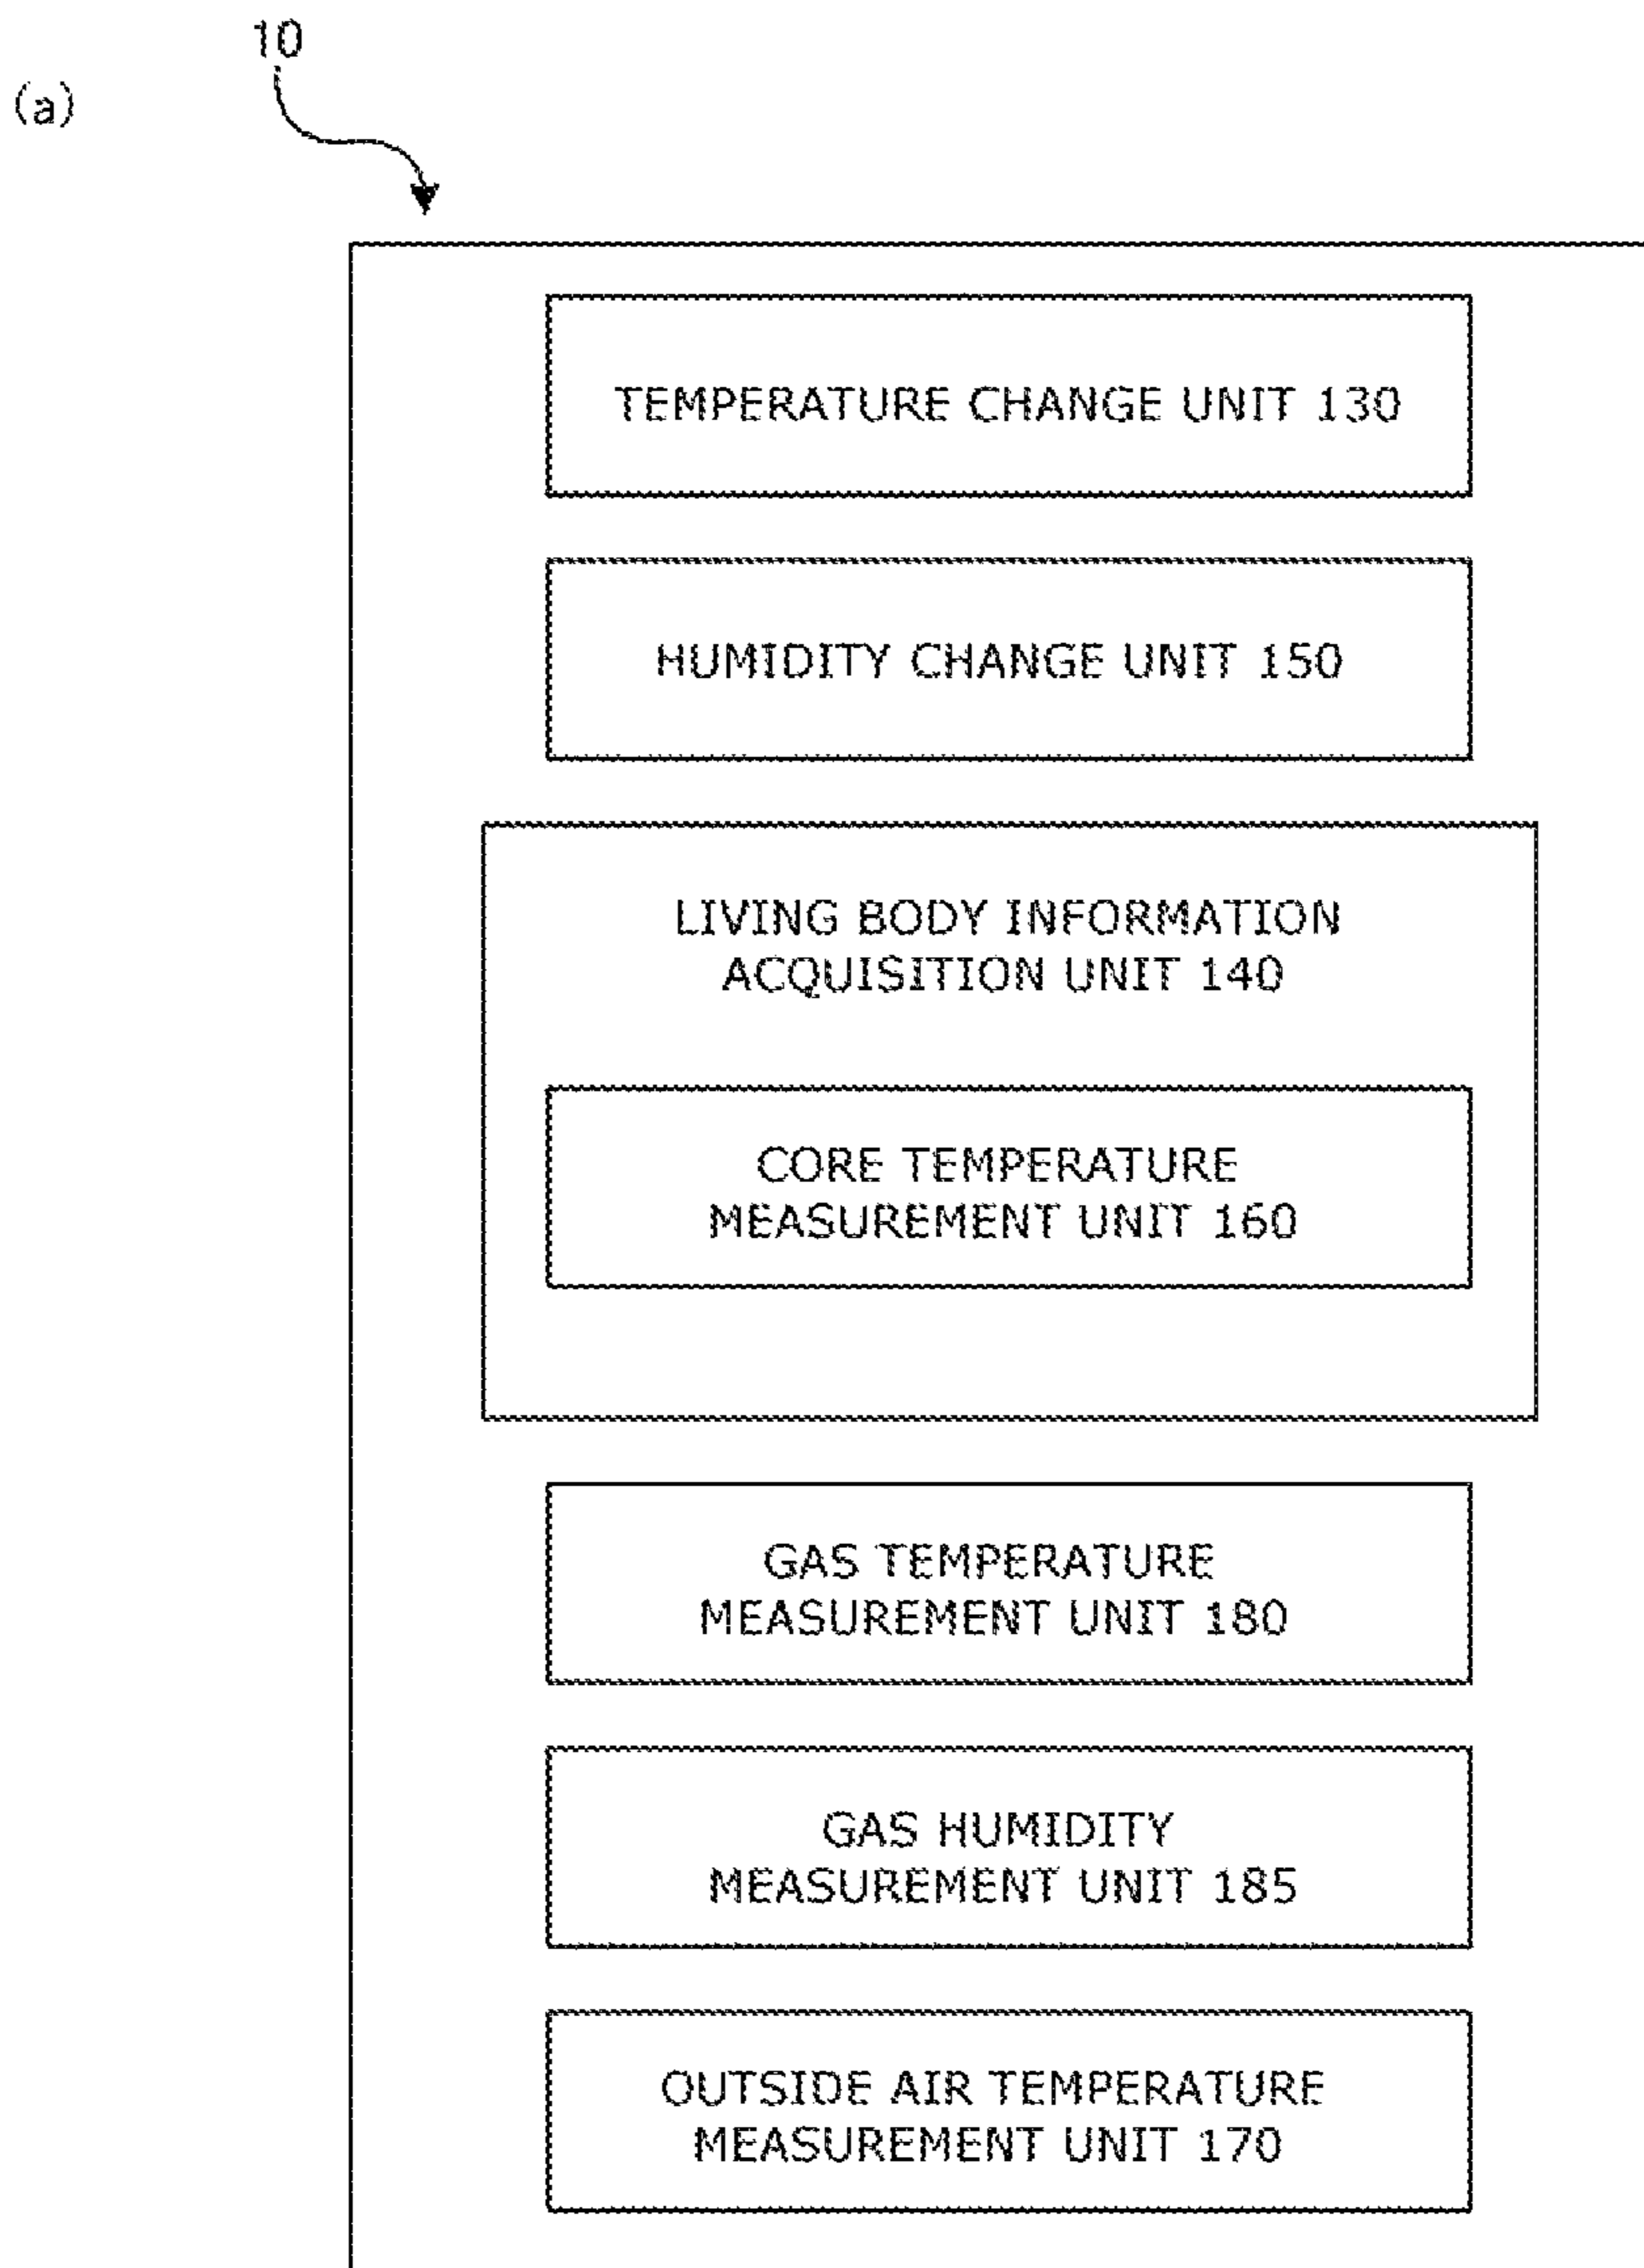 10
(a)
TEMPERATURE CHANGE UNIT 130
HUMIDITY CHANGE UNIT 150
LIVING BODY INFORMATION
ACQUISITION UNIT 140
CORE TEMPERATURE
MEASUREMENT UNIT 160
GAS TEMPERATURE
MEASUREMENT UNIT 180
GAS HUMIDITY
MEASUREMENT UNIT 185
OUTSIDE AIR TEMPERATURE
MEASUREMENT UNIT 170